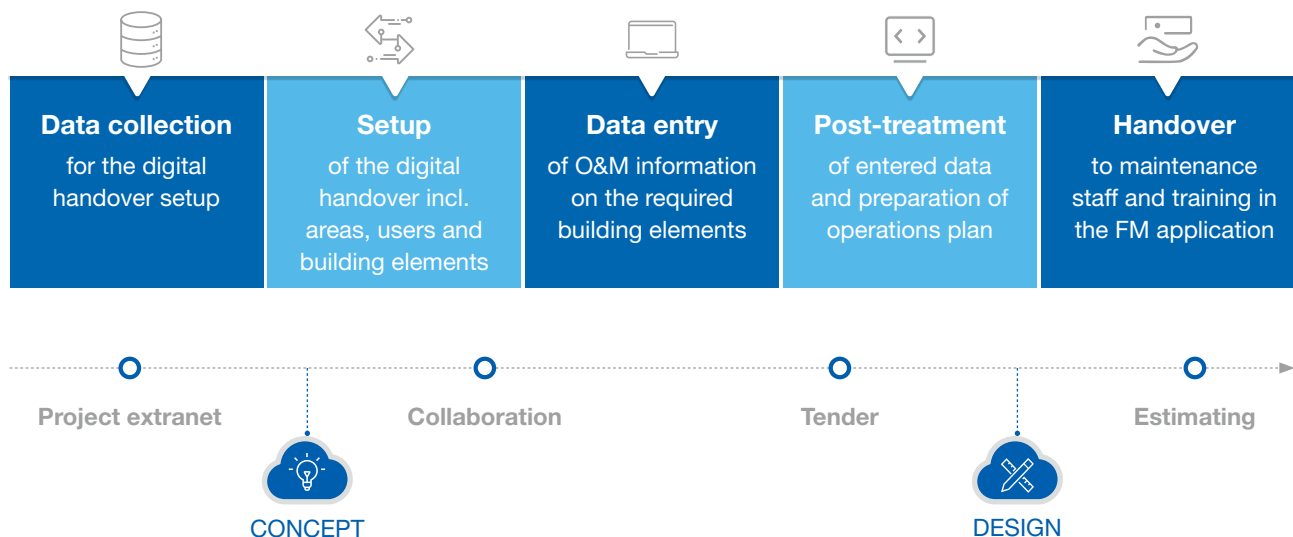 Data collection
for the digital
handover setup
Setup
of the digital
handover incl.
areas, users and
building elements
Data entry
of O&M information
on the required
building elements
Post-treatment
of entered data
and preparation of
operations plan
Handover
to maintenance
staff and training in
the FM application
Project extranet
Collaboration
Tender
Estimating
CONCEPT
DESIGN